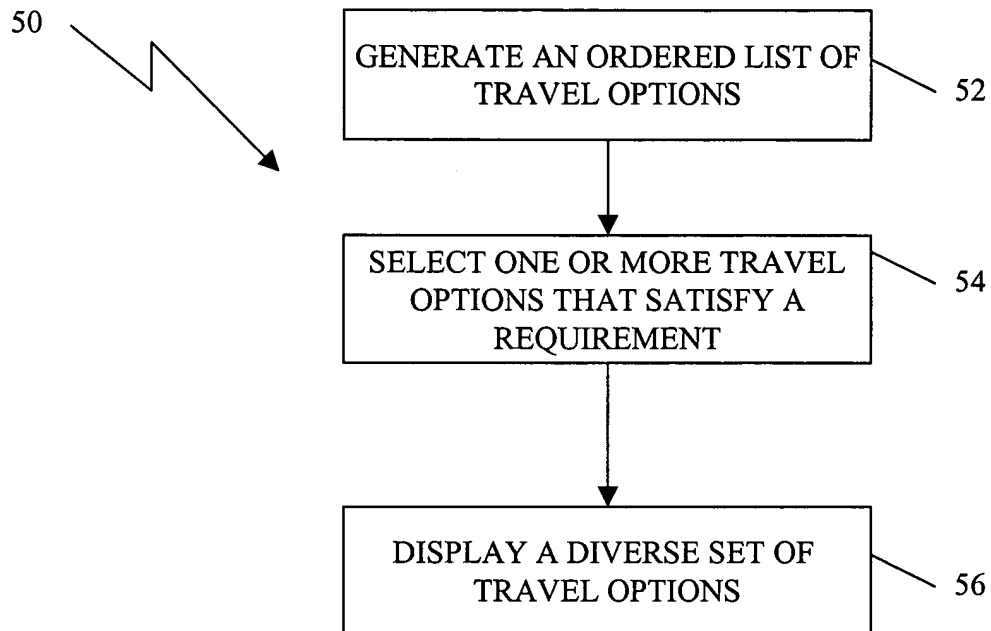 50
GENERATE AN ORDERED LIST OF
TRAVEL OPTIONS
52
SELECT ONE OR MORE TRAVEL
OPTIONS THAT SATISFY A
REQUIREMENT
54
DISPLAY A DIVERSE SET OF
TRAVEL OPTIONS
56